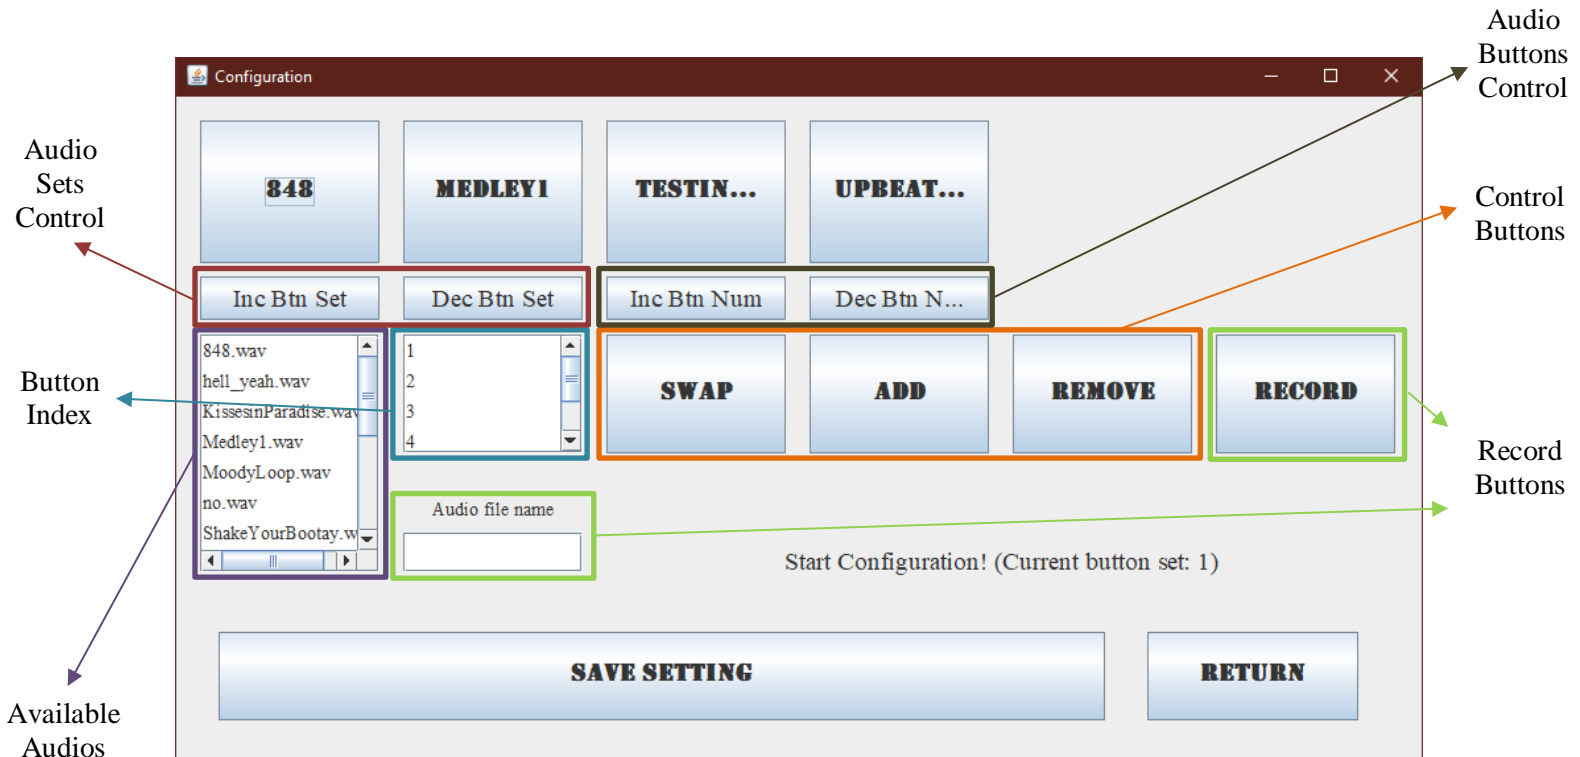 Audio
Buttons
Control
Configuration
Audio
Sets
Control
848
MEDLEY1
TESTIN...
UPBEAT...
Control
Buttons
Inc Btn Set
Dec Btn Set
Inc Btn Num
Dec Btn N...
848.wav
hell_yeah.wav
KissesinParadise.wav
Medley1.wav
MoodyLoop.wav
no.wav
ShakeYourBootay.w
1
2
3
4
SWAP
ADD
REMOVE
RECORD
Button
Index
Record
Buttons
Audio file name
Start Configuration! (Current button set: 1)
SAVE SETTING
RETURN
Available
Audios